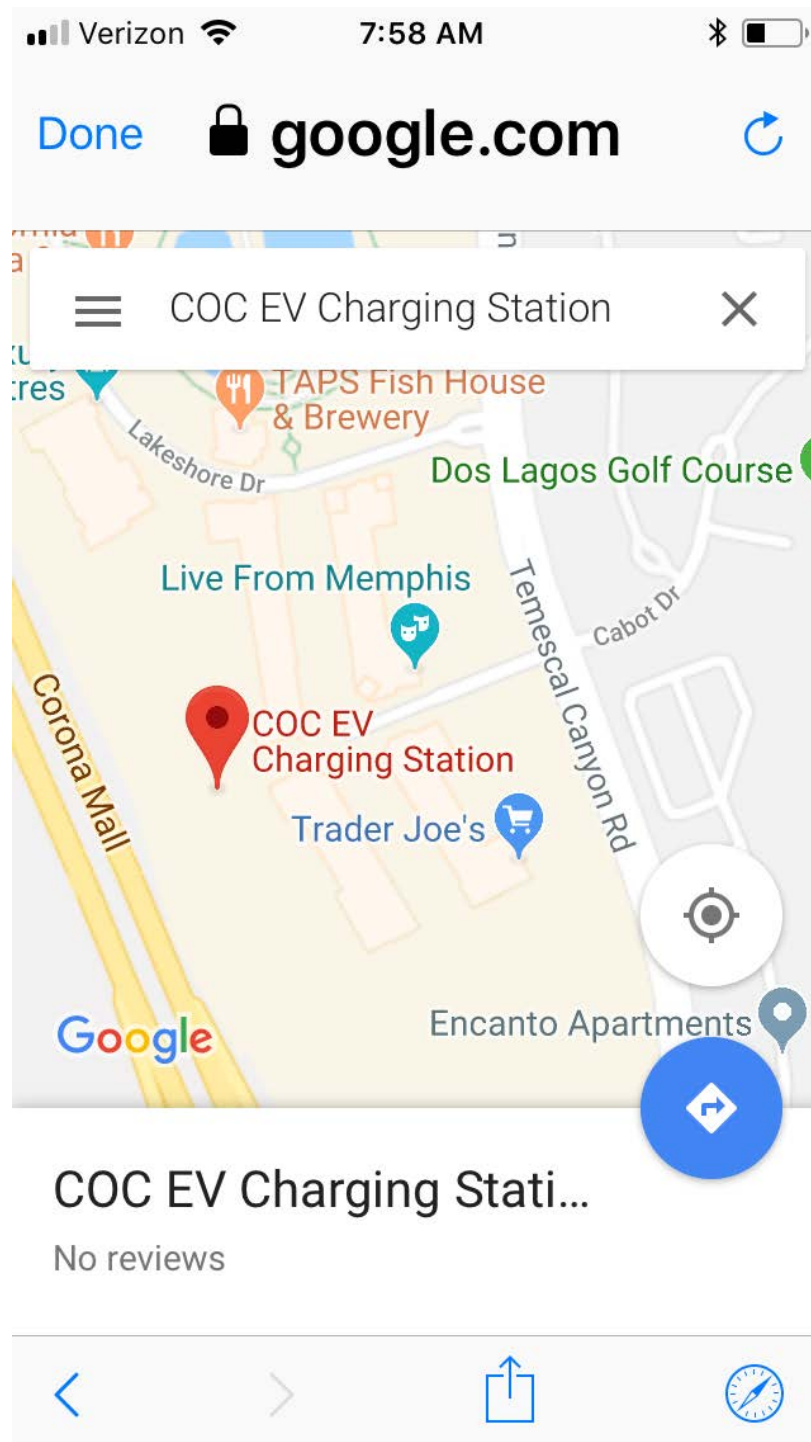 Verizon 7:58 AM
Done google.com
COC EV Charging Station
TAPS Fish House
& Brewery
Lakeshore Dr
Dos Lagos Golf Course
Live From Memphis
Temescal Canyon Rd
Cabot Dr
Corona Mall
COC EV
Charging Station
Trader Joe's
Google
Encanto Apartments
COC EV Charging Stati...
No reviews